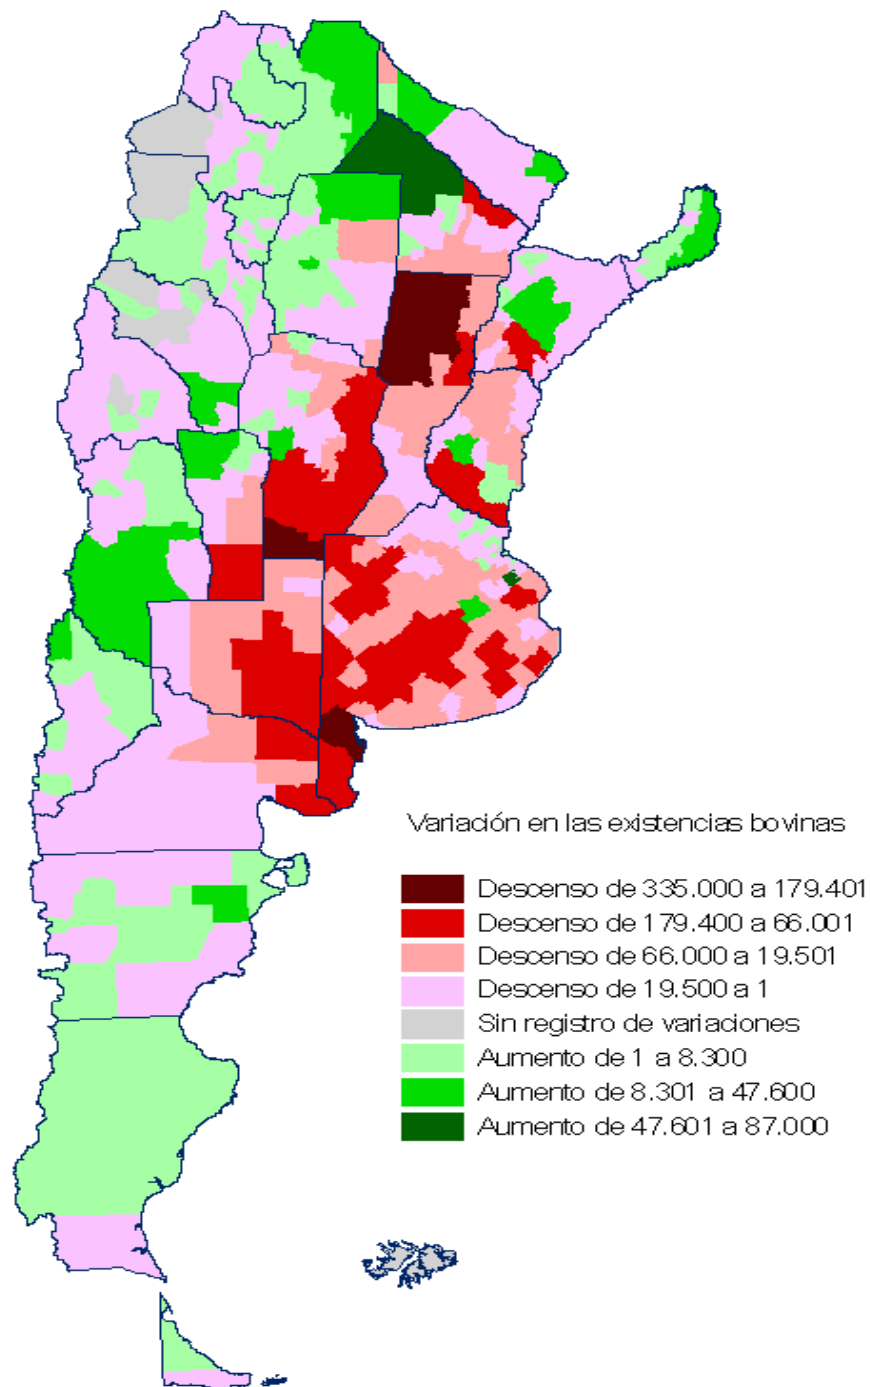 Variación en las existencias bovinas
Descenso de 335.000 a 179.401
Descenso de 179.400 a 66.001
Descenso de 66.000 a 19.501
Descenso de 19.500 a 1
Sin registro de variaciones
Aumento de 1 a 8.300
Aumento de 8.301 a 47.600
Aumento de 47.601 a 87.000